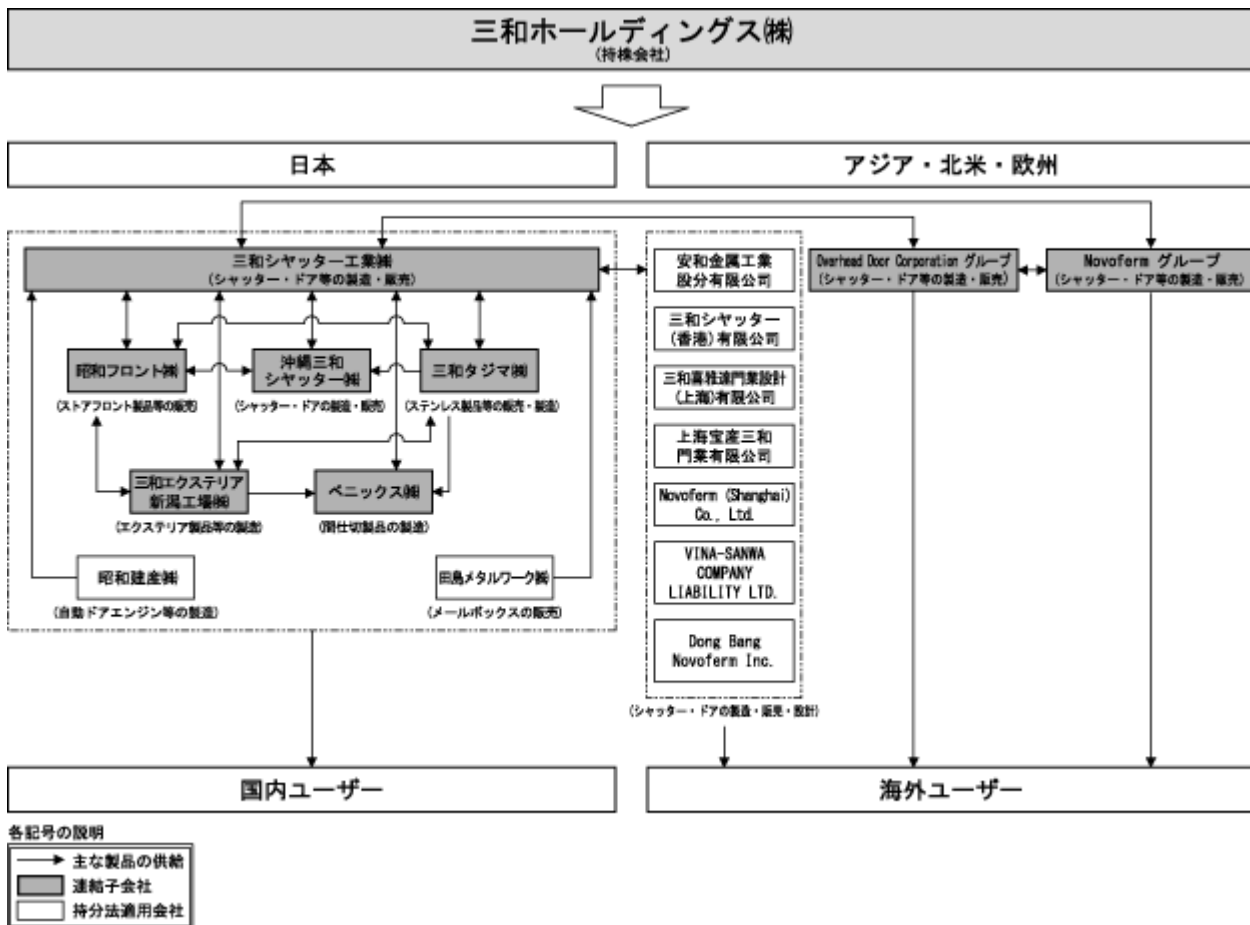 三和ホールディングス㈱
(持株会社)
日本
アジア・北米・欧州
三和シヤッター工業㈱
(シャッター・ドア等の製造・販売)
安和金属工業
股分有限公司
Overhead Door Corporation グループ
(シャッター・ドア等の製造・販売)
Novoferm グループ
(シャッター・ドア等の製造・販売)
三和シヤッター
(香港)有限公司
昭和フロント㈱
(ストアフロント製品等の販売)
沖縄三和
シヤッター㈱
(シャッター・ドアの製造・販売)
三和タジマ㈱
(ステンレス製品等の販売・製造)
三和喜雅達門業設計
(上海)有限公司
上海宝産三和
門業有限公司
三和エクステリア
新潟工場㈱
(エクステリア製品等の製造)
ベニックス㈱
(間仕切製品の製造)
Novoferm (Shanghai)
Co., Ltd.
昭和建産㈱
(自動ドアエンジン等の製造)
田島メタルワーク㈱
(メールボックスの販売)
VINA-SANWA
COMPANY
LIABILITY LTD.
Dong Bang
Novoferm Inc.
(シャッター・ドアの製造・販売・設計)
国内ユーザー
海外ユーザー
各記号の説明
主な製品の供給
連結子会社
持分法適用会社